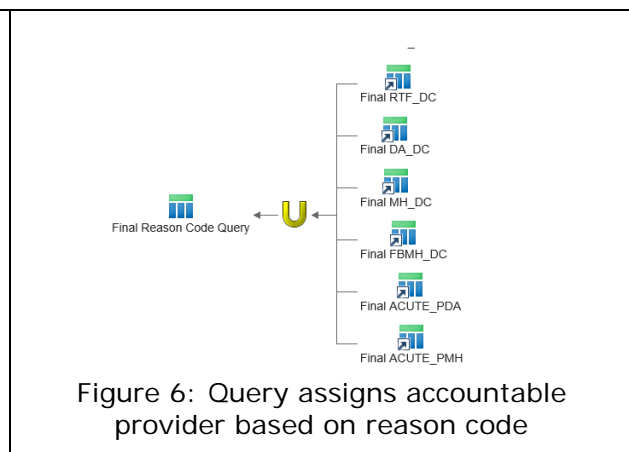 Final RTF_DC
Final DA_DC
Final MH_DC
Final Reason Code Query
Final FBMH_DC
Final ACUTE_PDA
Final ACUTE_PMH
Figure 6: Query assigns accountable
provider based on reason code